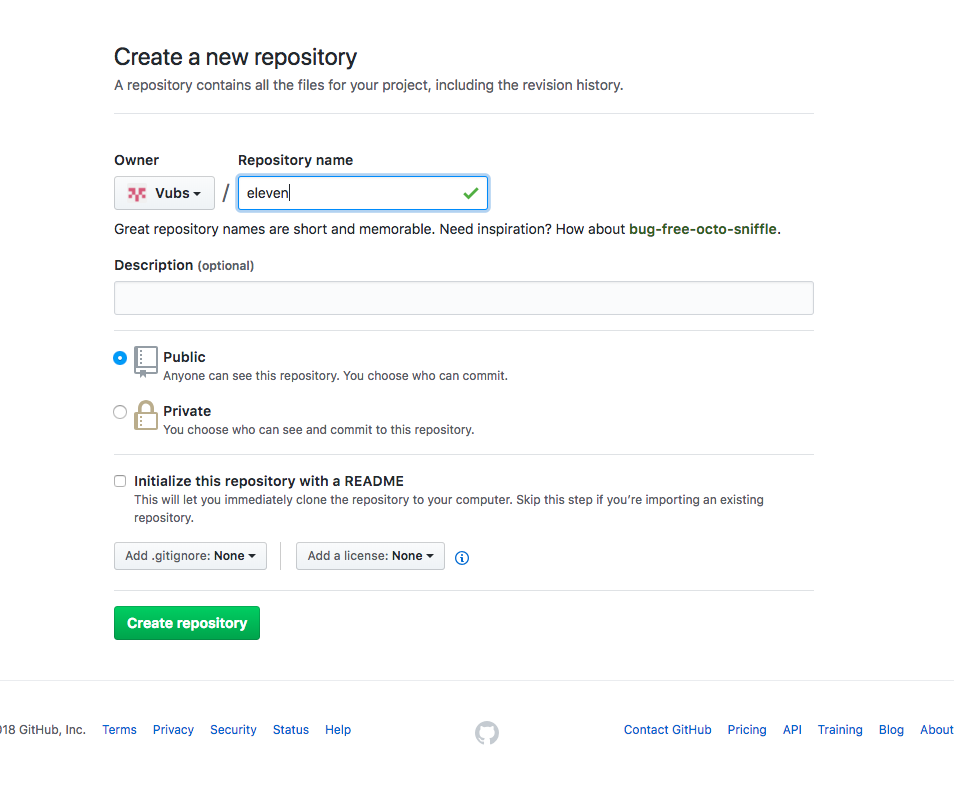 Create a new repository
A repository contains all the files for your project, including the revision history.
Owner Repository name
Vubs / eleven
Great repository names are short and memorable. Need inspiration? How about bug-free-octo-sniffle.
Description (optional)
Public
Anyone can see this repository. You choose who can commit.
Private
You choose who can see and commit to this repository.
Initialize this repository with a README
This will let you immediately clone the repository to your computer. Skip this step if you’re importing an existing
repository.
Add .gitignore: None Add a license: None
Create repository
18 GitHub, Inc. Terms Privacy Security Status Help Contact GitHub Pricing API Training Blog About